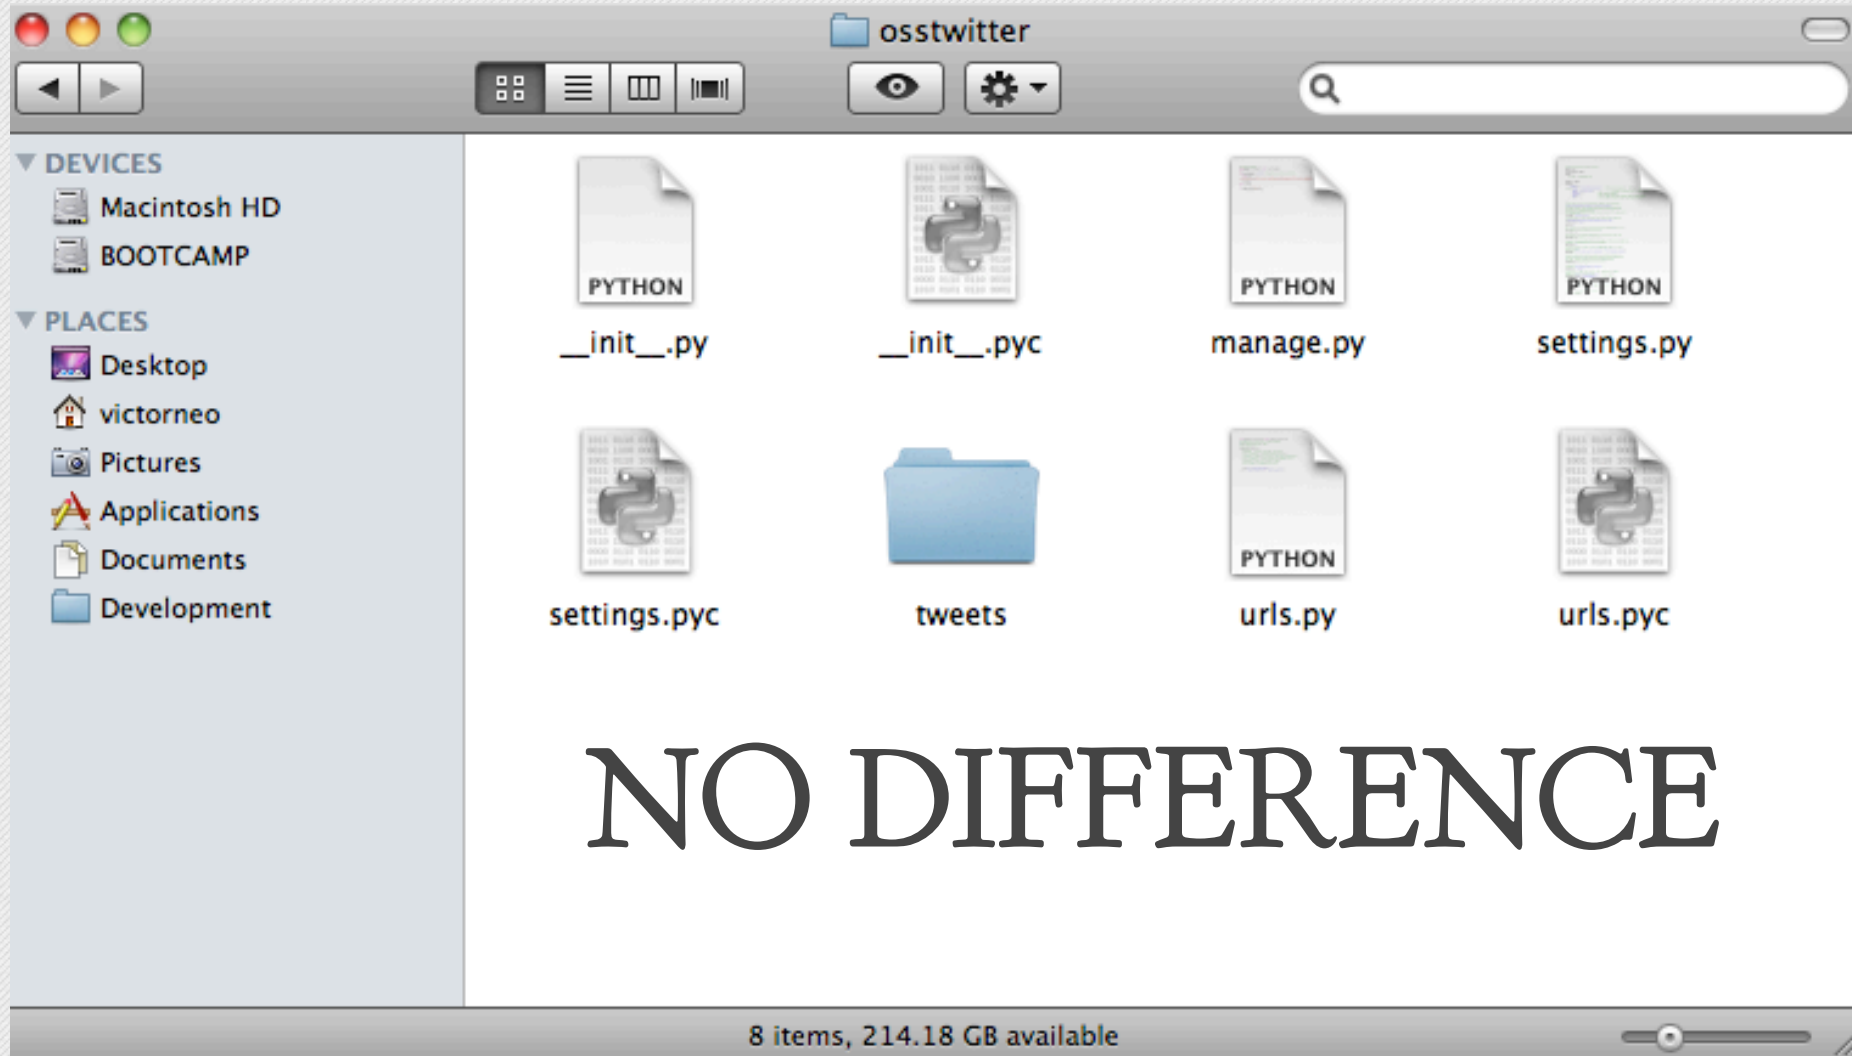 osstwitter
DEVICES
Macintosh HD
BOOTCAMP
PLACES
Desktop
victorneo
Pictures
Applications
Documents
Development
PYTHON
PYTHON
PYTHON
__init__.py
__init__.pyc
manage.py
settings.py
PYTHON
settings.pyc
tweets
urls.py
urls.pyc
NO DIFFERENCE
8 items, 214.18 GB available